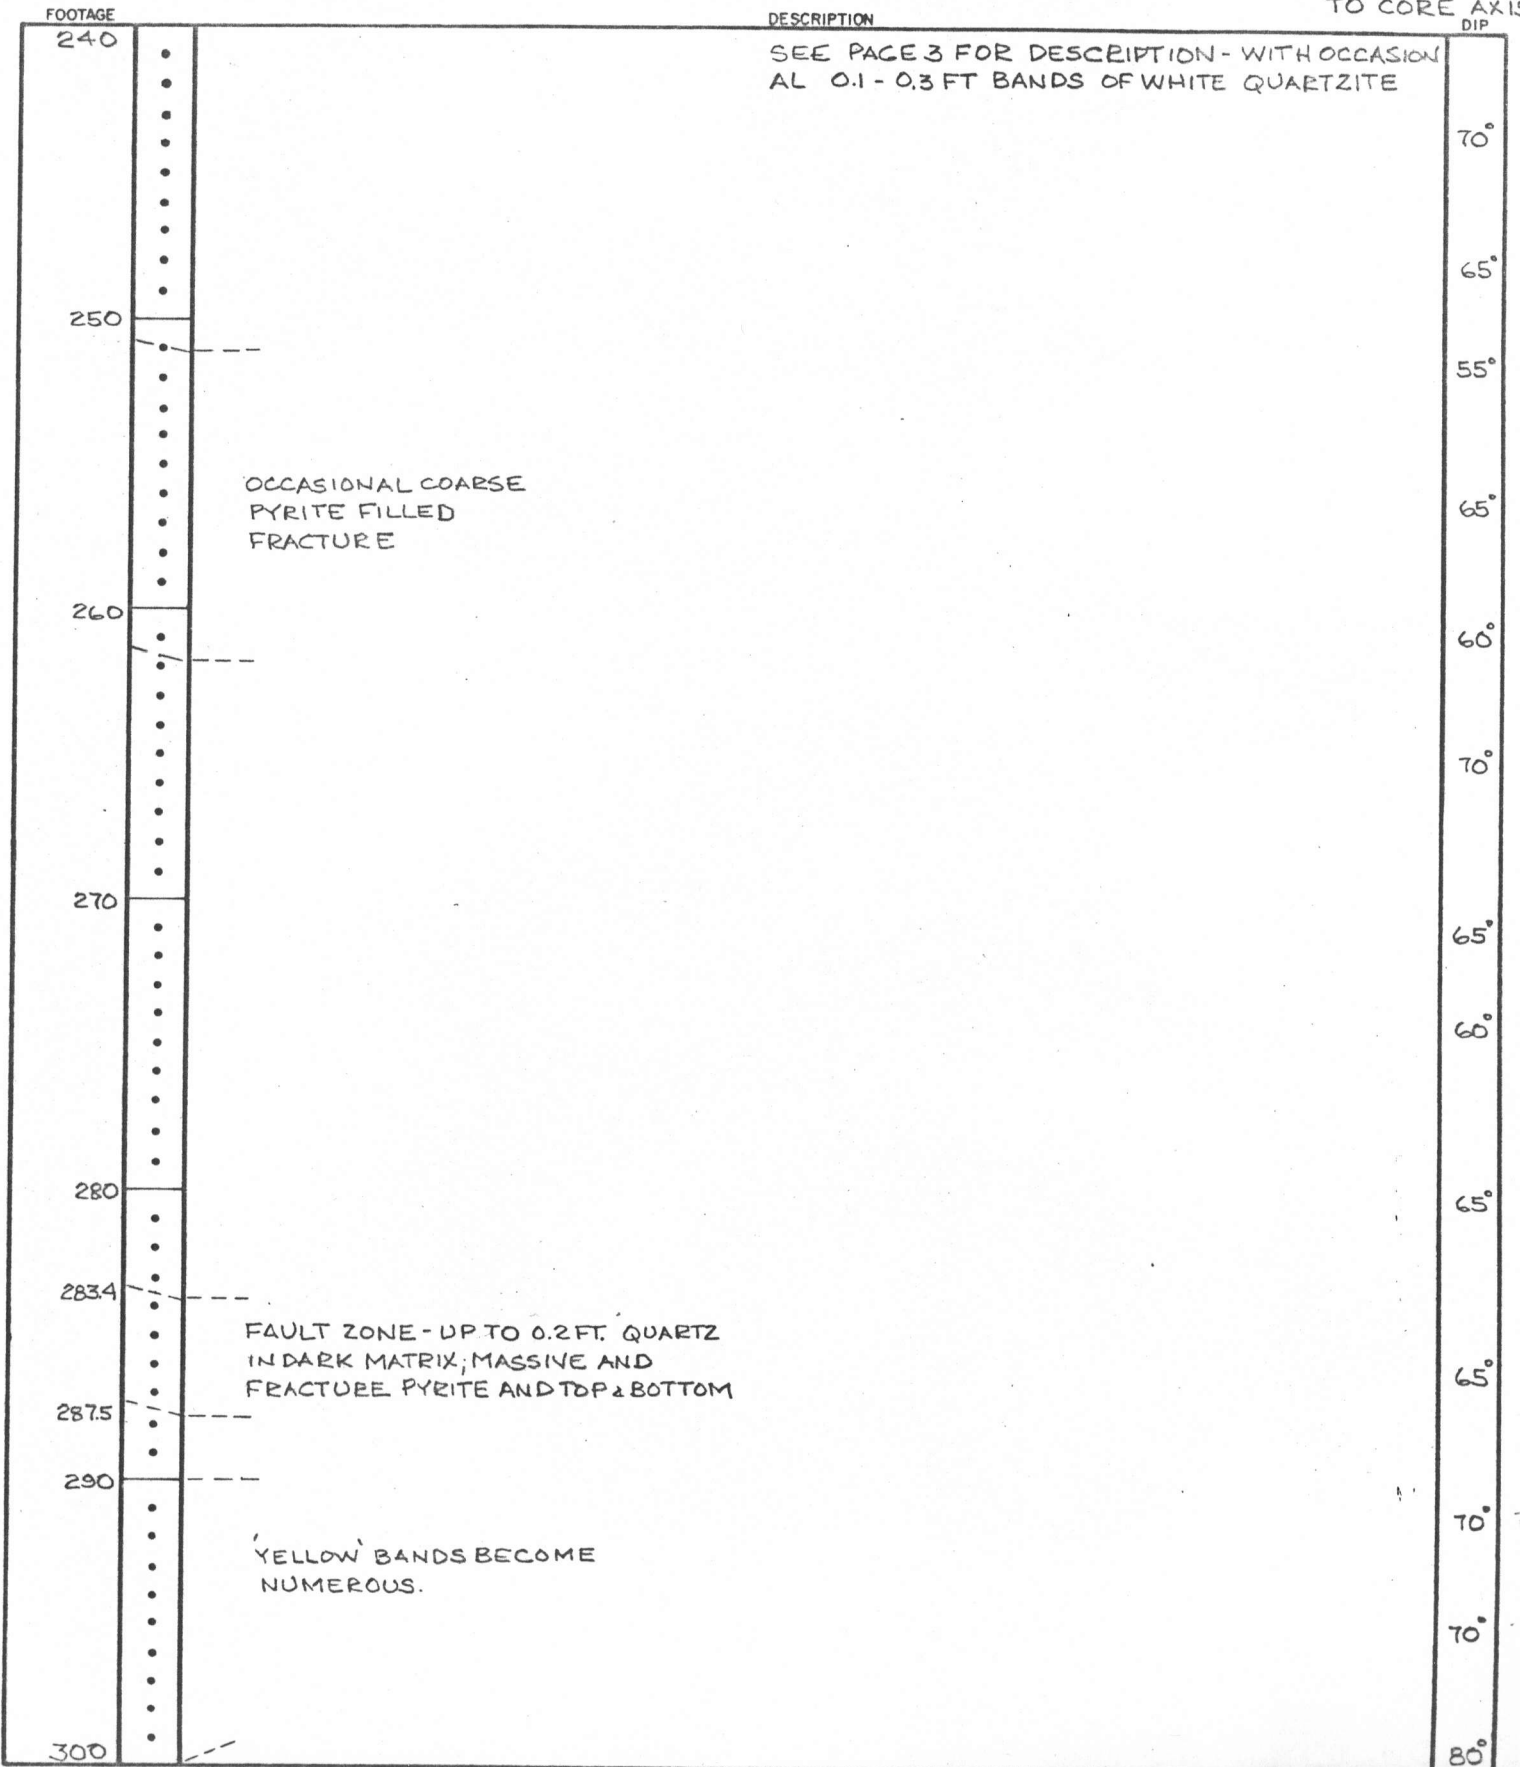 TO CORE AXIS
FOOTAGE DESCRIPTION DIP
240
SEE PAGE 3 FOR DESCRIPTION - WITH OCCASION
AL 0.1 - 0.3 FT BANDS OF WHITE QUARTZITE
70°
65°
250
55°
OCCASIONAL COARSE
PYRITE FILLED
FRACTURE
65°
260
60°
70°
270
65°
60°
280
65°
283.4
FAULT ZONE - UP TO 0.2 FT. QUARTZ
IN DARK MATRIX; MASSIVE AND
FRACTURE PYRITE AND TOP & BOTTOM
65°
287.5
290
70°
'YELLOW' BANDS BECOME
NUMEROUS.
70°
300
80°